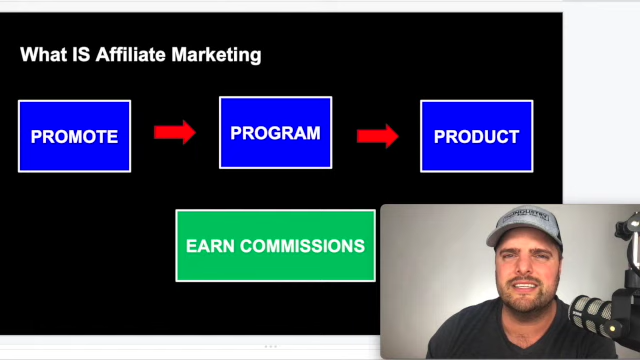 What IS Affiliate Marketing
PROMOTE
PROGRAM
PRODUCT
EARN COMMISSIONS